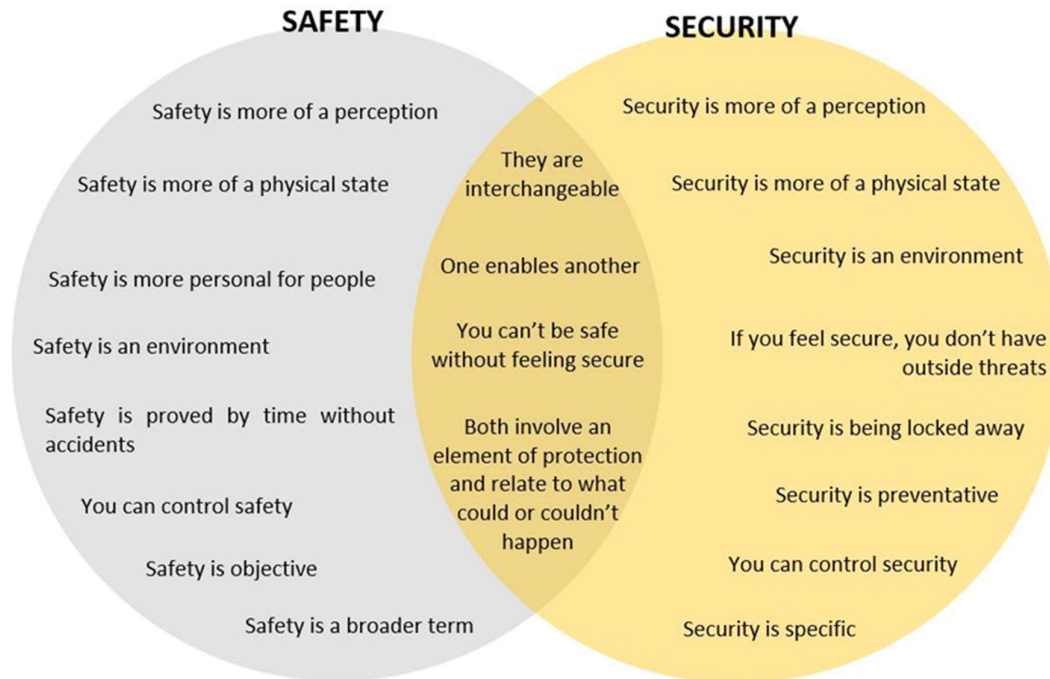 SAFETY
SECURITY
Safety is more of a perception
Safety is more of a physical state
Safety is more personal for people
Safety is an environment
Safety is proved by time without
accidents
You can control safety
Safety is objective
Safety is a broader term
They are
interchangeable
One enables another
You can’t be safe
without feeling secure
Both involve an
element of protection
and relate to what
could or couldn’t
happen
Security is more of a perception
Security is more of a physical state
Security is an environment
If you feel secure, you don’t have
outside threats
Security is being locked away
Security is preventative
You can control security
Security is specific